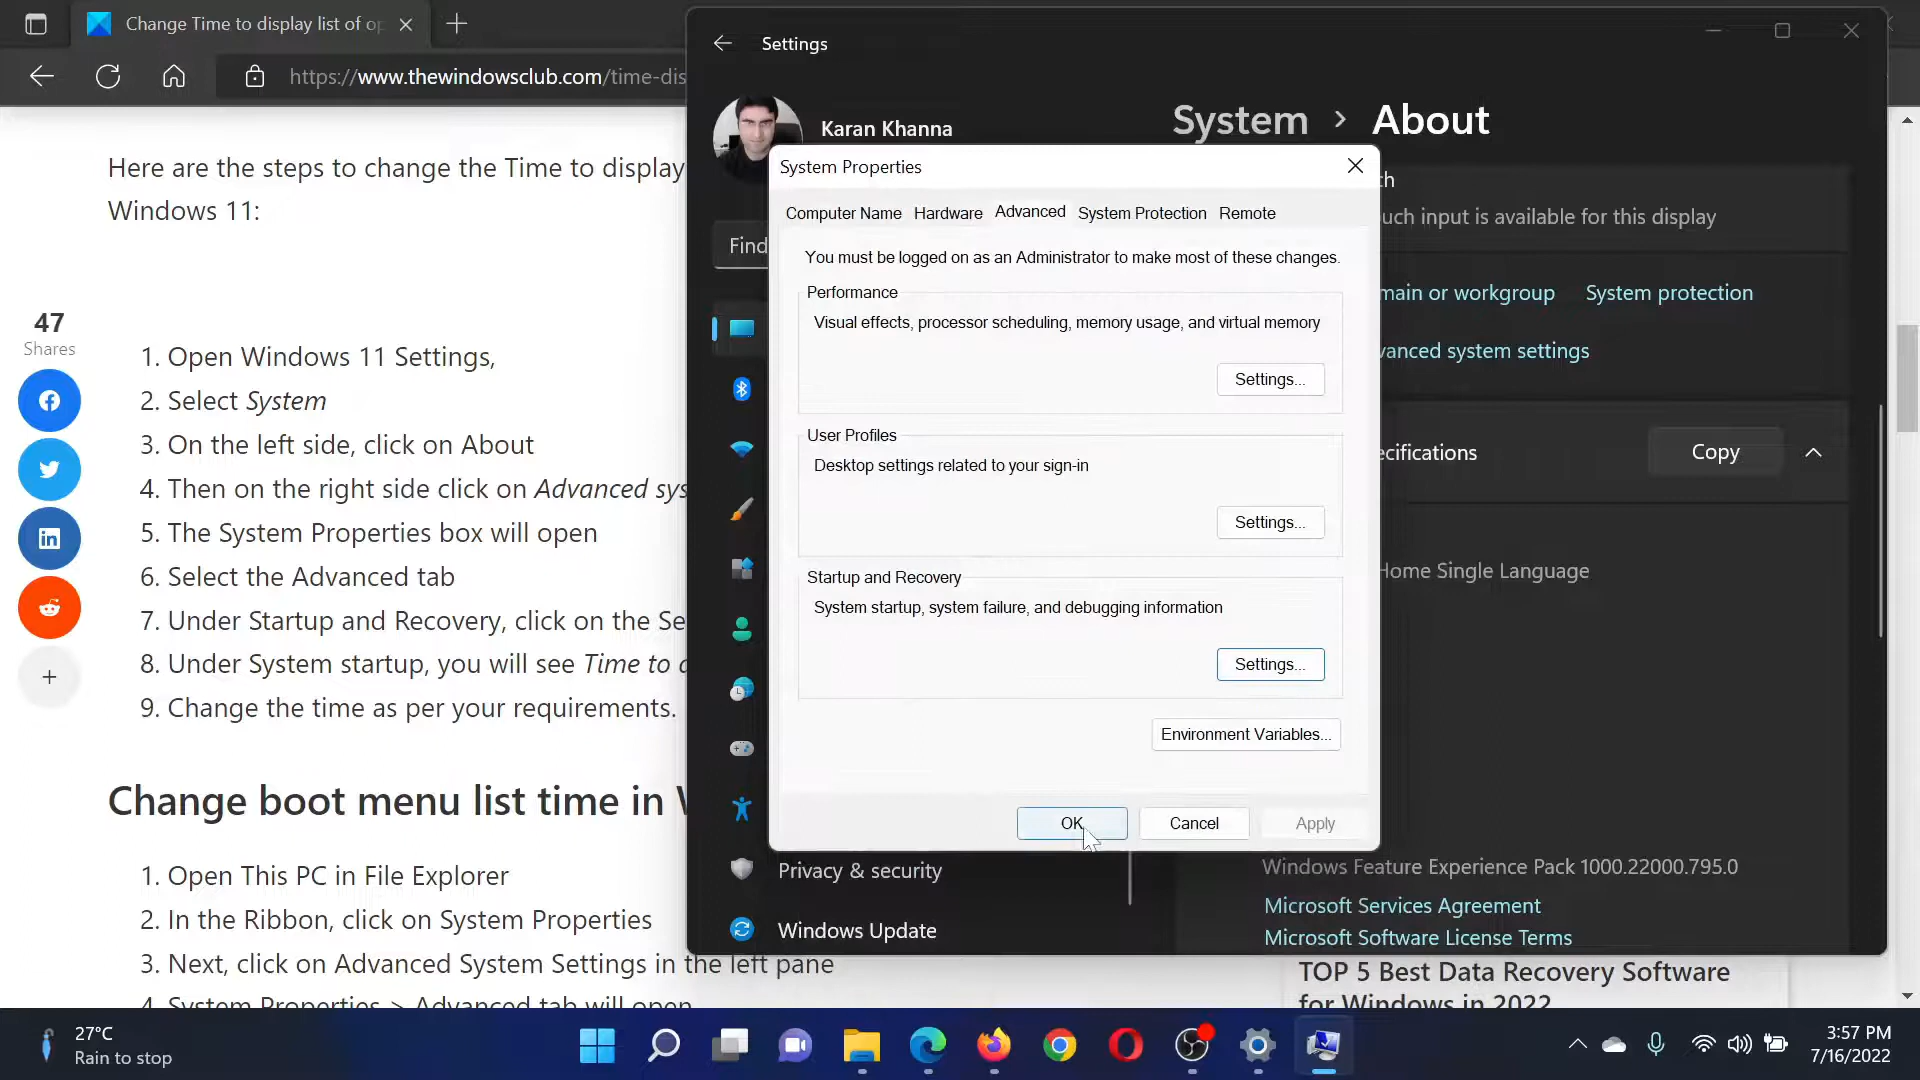 Change Time to display list of op
https://www.thewindowsclub.com/time-dis
Here are the steps to change the Time to display
Windows 11:
47
Shares
1. Open Windows 11 Settings,
2. Select System
3. On the left side, click on About
4. Then on the right side click on Advanced sys
5. The System Properties box will open
6. Select the Advanced tab
7. Under Startup and Recovery, click on the Se
8. Under System startup, you will see Time to d
9. Change the time as per your requirements.
Change boot menu list time in W
1. Open This PC in File Explorer
2. In the Ribbon, click on System Properties
3. Next, click on Advanced System Settings in the left pane
4. System Properties > Advanced tab will open
Settings
Karan Khanna
System › About
Find
System Properties
Computer Name Hardware Advanced System Protection Remote
You must be logged on as an Administrator to make most of these changes.
Performance
Visual effects, processor scheduling, memory usage, and virtual memory
Settings...
User Profiles
Desktop settings related to your sign-in
Settings...
Startup and Recovery
System startup, system failure, and debugging information
Settings...
Environment Variables...
OK Cancel Apply
ch
uch input is available for this display
main or workgroup System protection
vanced system settings
ecifications Copy
Home Single Language
Privacy & security
Windows Update
Windows Feature Experience Pack 1000.22000.795.0
Microsoft Services Agreement
Microsoft Software License Terms
TOP 5 Best Data Recovery Software
for Windows in 2022
27°C
Rain to stop
3:57 PM
7/16/2022